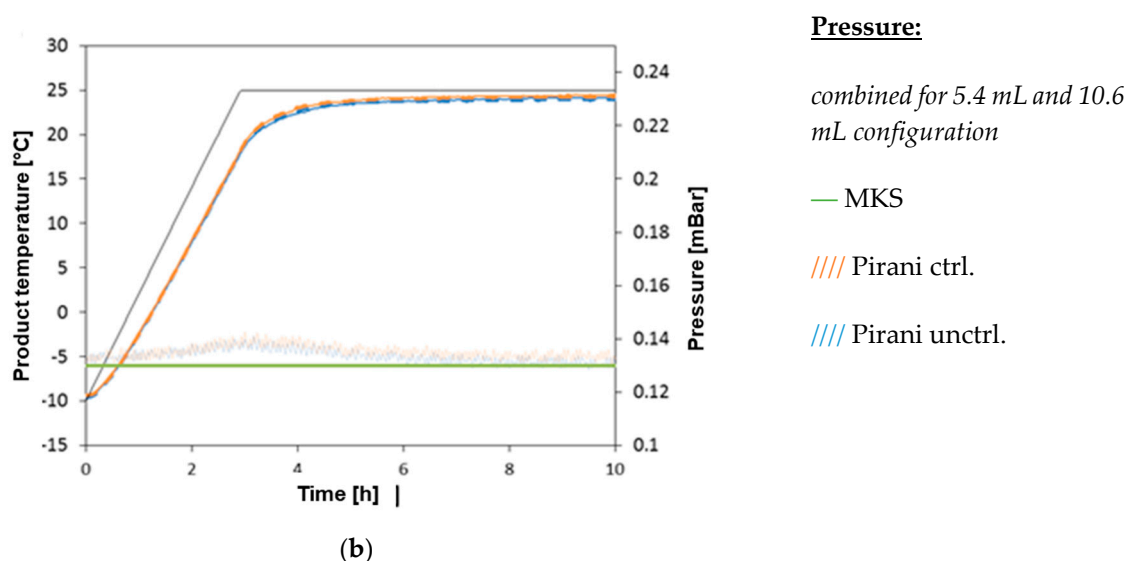 30
25
20
15
10
5
0
-5
-10
-15
Product temperature [°C]
0.24
0.22
0.2
0.18
0.16
0.14
0.12
0.1
Pressure [mBar]
0
2
4
6
8
10
Time [h] |
(b)
Pressure:
combined for 5.4 mL and 10.6
mL configuration
— MKS
//// Pirani ctrl.
//// Pirani unctrl.